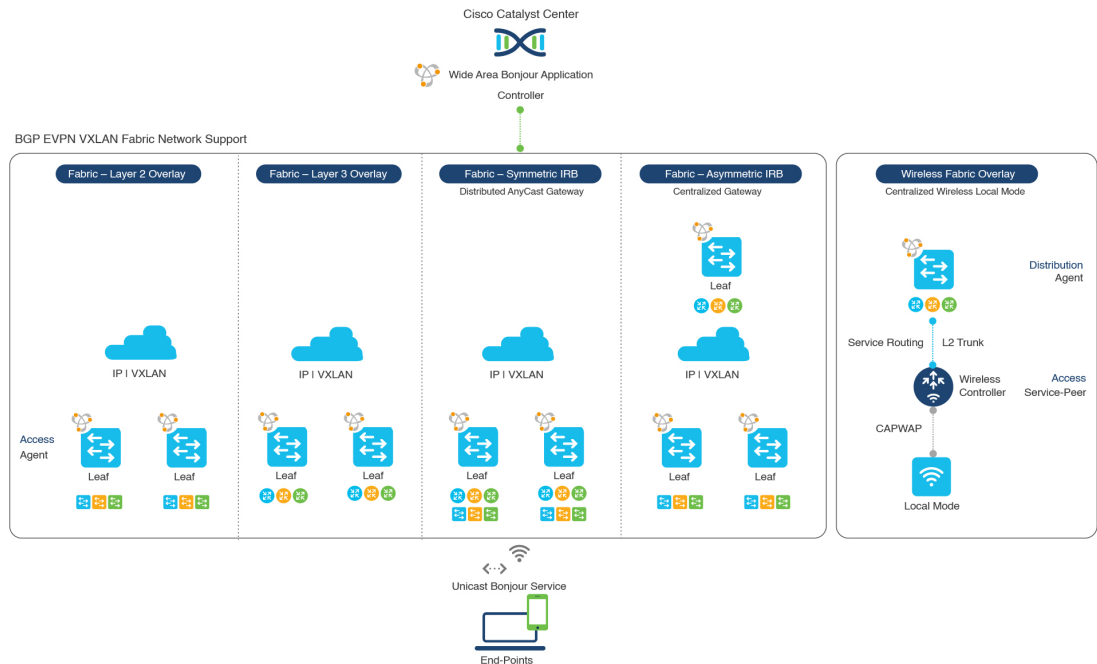 Cisco Catalyst Center
Wide Area Bonjour Application
Controller
BGP EVPN VXLAN Fabric Network Support
Fabric – Layer 2 Overlay
Fabric – Layer 3 Overlay
Fabric – Symmetric IRB
Distributed AnyCast Gateway
Fabric – Asymmetric IRB
Centralized Gateway
Wireless Fabric Overlay
Centralized Wireless Local Mode
Leaf
Distribution
Agent
Service Routing
L2 Trunk
IP | VXLAN
IP | VXLAN
IP | VXLAN
IP | VXLAN
Wireless
Controller
Access
Service-Peer
CAPWAP
Access
Agent
Leaf
Leaf
Leaf
Leaf
Leaf
Leaf
Leaf
Leaf
Local Mode
Unicast Bonjour Service
End-Points